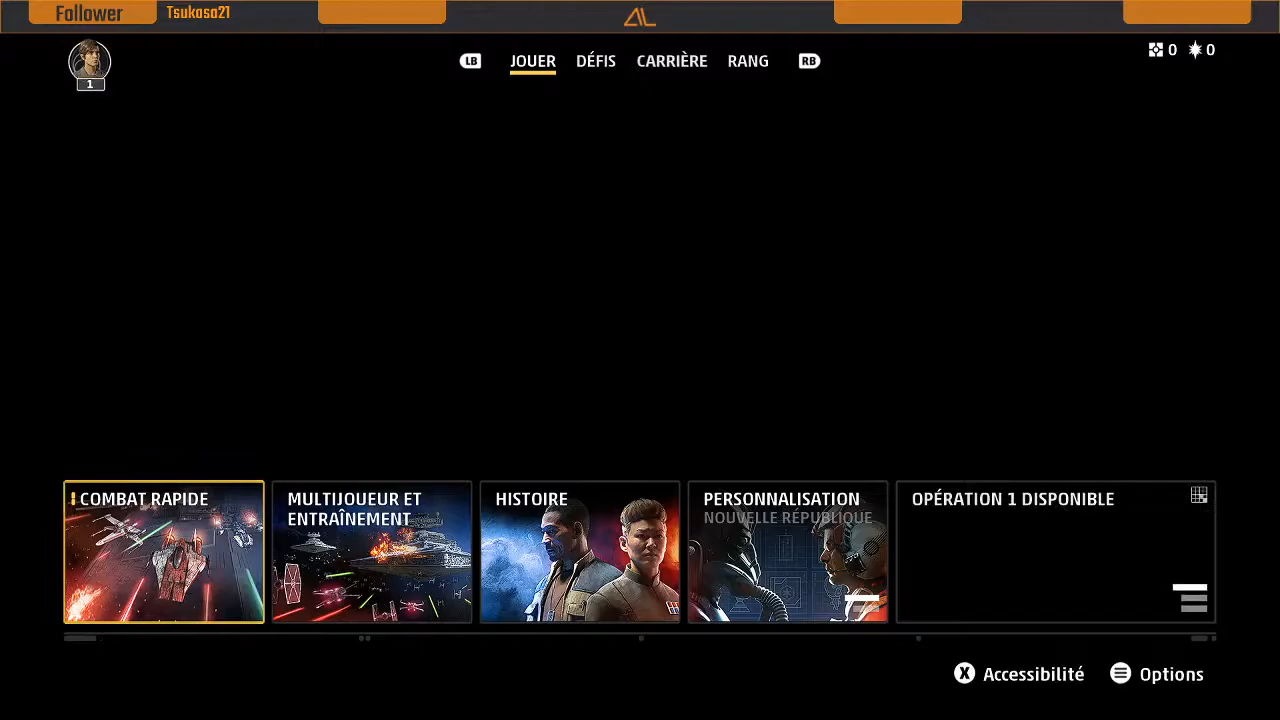 Follower
Tsukasa21
1
LB
JOUER
DÉFIS
CARRIÈRE
RANG
RB
0
0
COMBAT RAPIDE
MULTIJOUEUR ET
ENTRAÎNEMENT
HISTOIRE
PERSONNALISATION
NOUVELLE RÉPUBLIQUE
OPÉRATION 1 DISPONIBLE
X Accessibilité
Options